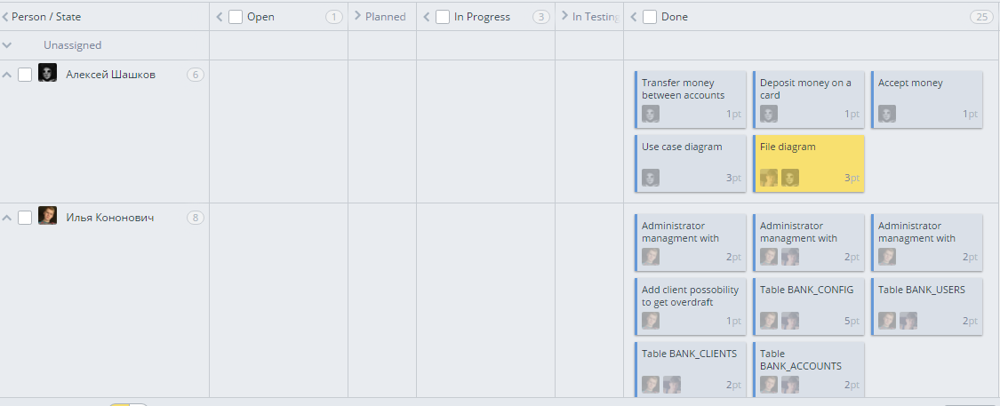 Person / State
Open
1
Planned
In Progress
3
In Testing
Done
25
Unassigned
Алексей Шашков
6
Transfer money
between accounts
1pt
Deposit money on a
card
1pt
Accept money
1pt
Use case diagram
3pt
File diagram
3pt
Илья Кононович
8
Administrator
managment with
2pt
Administrator
managment with
2pt
Administrator
managment with
2pt
Add client possobility
to get overdraft
1pt
Table BANK_CONFIG
5pt
Table BANK_USERS
2pt
Table BANK_CLIENTS
2pt
Table
BANK_ACCOUNTS
2pt